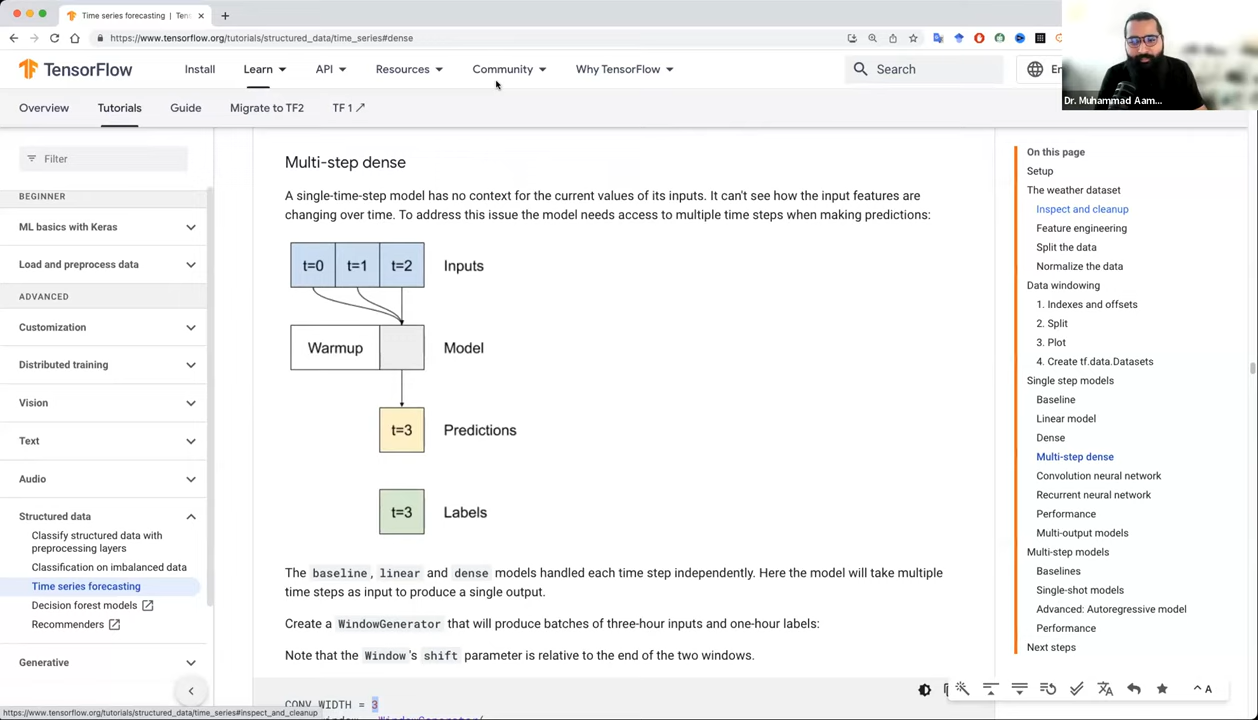 Time series forecasting | Ten
https://www.tensorflow.org/tutorials/structured_data/time_series#dense
TensorFlow
Install
Learn
API
Resources
Community
Why TensorFlow
Search
En
Dr. Muhammad Aam...
Overview
Tutorials
Guide
Migrate to TF2
TF 1
Filter
BEGINNER
ML basics with Keras
Load and preprocess data
ADVANCED
Customization
Distributed training
Vision
Text
Audio
Structured data
Classify structured data with
preprocessing layers
Classification on imbalanced data
Time series forecasting
Decision forest models
Recommenders
Generative
https://www.tensorflow.org/tutorials/structured_data/time_series#inspect_and_cleanup
Multi-step dense
A single-time-step model has no context for the current values of its inputs. It can't see how the input features are
changing over time. To address this issue the model needs access to multiple time steps when making predictions:
t=0 t=1 t=2 Inputs
Warmup Model
t=3 Predictions
t=3 Labels
The baseline, linear and dense models handled each time step independently. Here the model will take multiple
time steps as input to produce a single output.
Create a WindowGenerator that will produce batches of three-hour inputs and one-hour labels:
Note that the Window's shift parameter is relative to the end of the two windows.
CONV_WIDTH = 3
WindowGenerator(
On this page
Setup
The weather dataset
Inspect and cleanup
Feature engineering
Split the data
Normalize the data
Data windowing
1. Indexes and offsets
2. Split
3. Plot
4. Create tf.data.Datasets
Single step models
Baseline
Linear model
Dense
Multi-step dense
Convolution neural network
Recurrent neural network
Performance
Multi-output models
Multi-step models
Baselines
Single-shot models
Advanced: Autoregressive model
Performance
Next steps
A